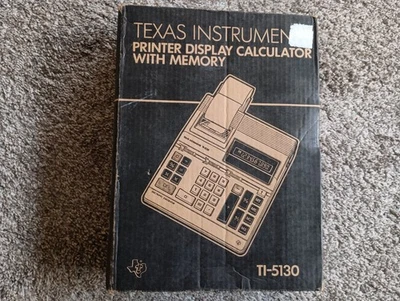 TEXAS INSTRUMEN
PRINTER DISPLAY CALCULATOR
WITH MEMORY
TI-5130